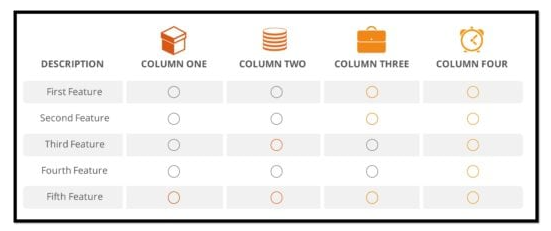 DESCRIPTION COLUMN ONE COLUMN TWO COLUMN THREE COLUMN FOUR
First Feature
Second Feature
Third Feature
Fourth Feature
Fifth Feature